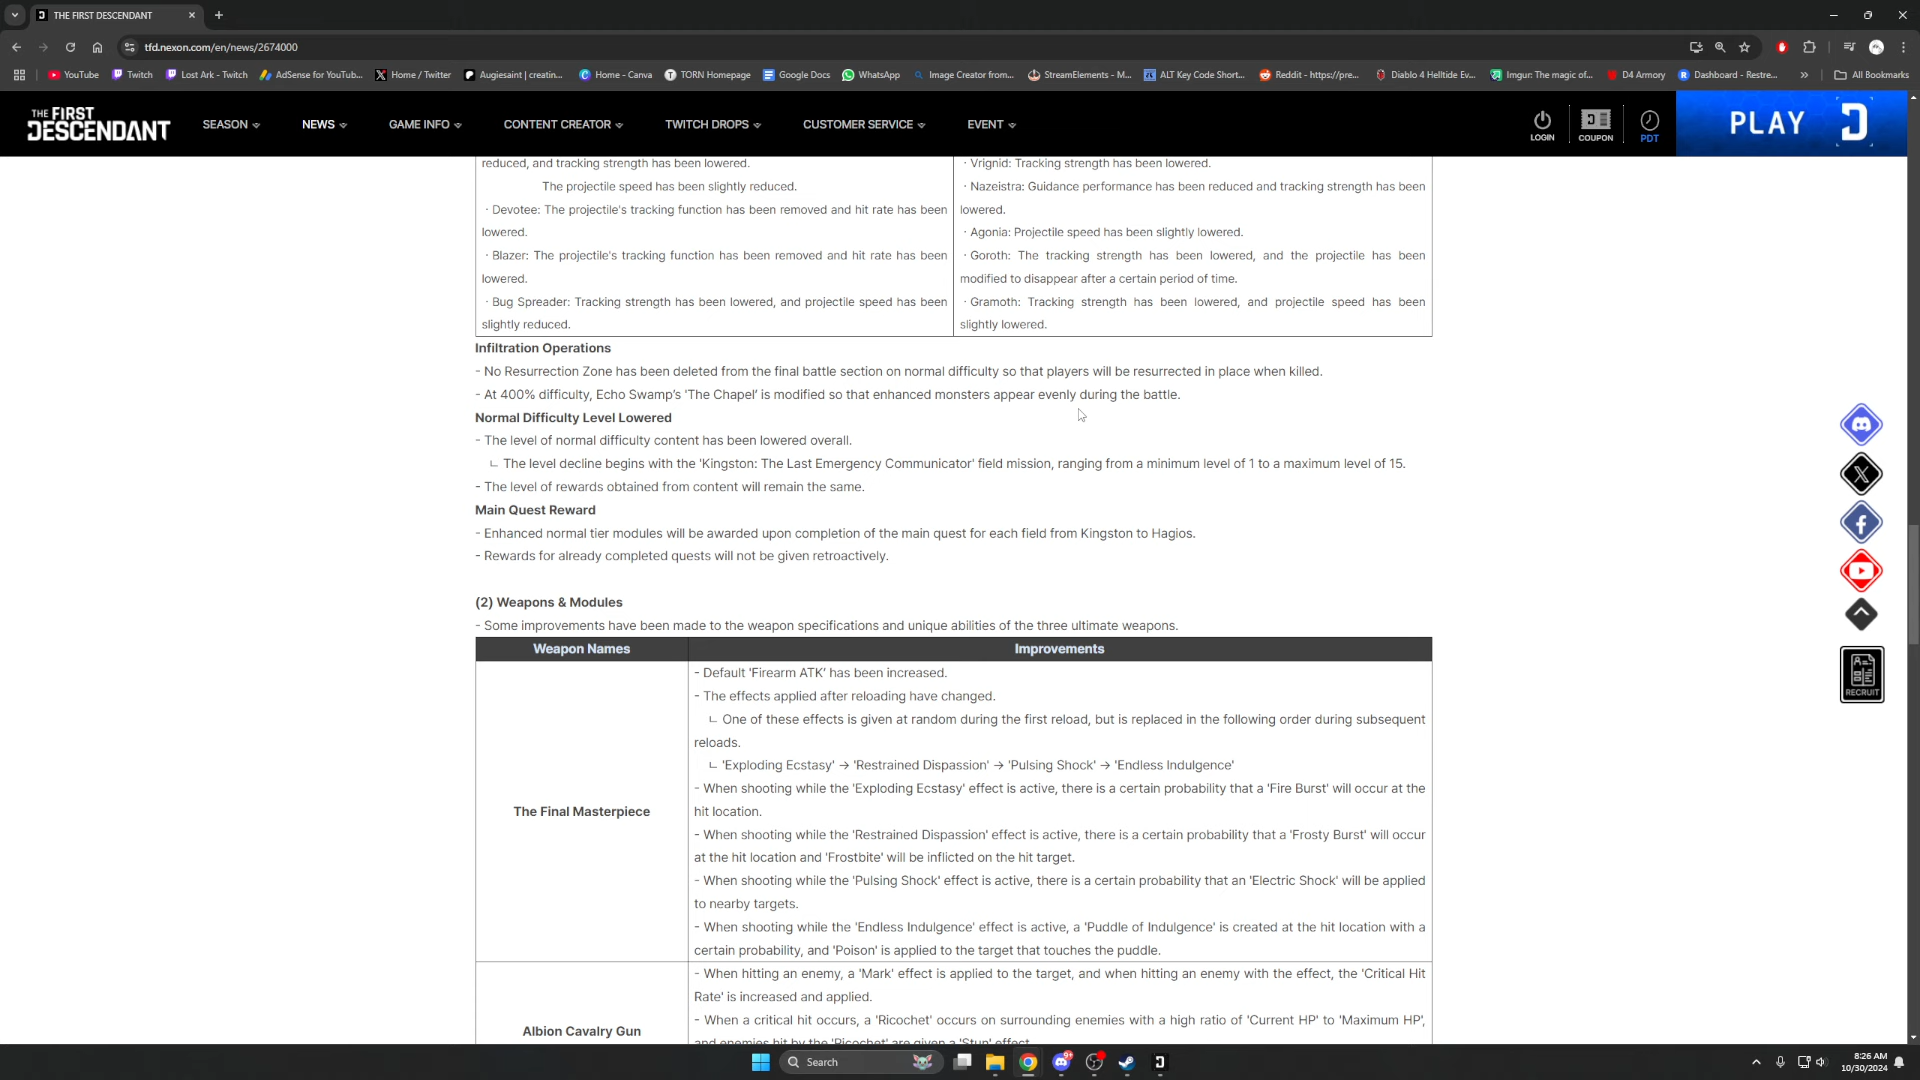 THE FIRST DESCENDANT
tfd.nexon.com/en/news/2674000
YouTube
Twitch
Lost Ark - Twitch
AdSense for YouTub...
Home / Twitter
Augiesaint | creatin...
Home - Canva
TORN Homepage
Google Docs
WhatsApp
Image Creator from...
StreamElements - M...
ALT Key Code Short...
Reddit - https://pre...
Diablo 4 Helltide Ev...
Imgur: The magic of...
D4 Armory
Dashboard - Restre...
All Bookmarks
THE FIRST
DESCENDANT
SEASON
NEWS
GAME INFO
CONTENT CREATOR
TWITCH DROPS
CUSTOMER SERVICE
EVENT
LOGIN
COUPON
PDT
PLAY
reduced, and tracking strength has been lowered.
The projectile speed has been slightly reduced.
· Devotee: The projectile's tracking function has been removed and hit rate has been
lowered.
· Blazer: The projectile's tracking function has been removed and hit rate has been
lowered.
· Bug Spreader: Tracking strength has been lowered, and projectile speed has been
slightly reduced.
· Vrignid: Tracking strength has been lowered.
· Nazeistra: Guidance performance has been reduced and tracking strength has been
lowered.
· Agonia: Projectile speed has been slightly lowered.
· Goroth: The tracking strength has been lowered, and the projectile has been
modified to disappear after a certain period of time.
· Gramoth: Tracking strength has been lowered, and projectile speed has been
slightly lowered.
Infiltration Operations
- No Resurrection Zone has been deleted from the final battle section on normal difficulty so that players will be resurrected in place when killed.
- At 400% difficulty, Echo Swamp's 'The Chapel' is modified so that enhanced monsters appear evenly during the battle.
Normal Difficulty Level Lowered
- The level of normal difficulty content has been lowered overall.
ㄴ The level decline begins with the 'Kingston: The Last Emergency Communicator' field mission, ranging from a minimum level of 1 to a maximum level of 15.
- The level of rewards obtained from content will remain the same.
Main Quest Reward
- Enhanced normal tier modules will be awarded upon completion of the main quest for each field from Kingston to Hagios.
- Rewards for already completed quests will not be given retroactively.
(2) Weapons & Modules
- Some improvements have been made to the weapon specifications and unique abilities of the three ultimate weapons.
Weapon Names
Improvements
The Final Masterpiece
- Default 'Firearm ATK' has been increased.
- The effects applied after reloading have changed.
ㄴ One of these effects is given at random during the first reload, but is replaced in the following order during subsequent
reloads.
ㄴ 'Exploding Ecstasy' → 'Restrained Dispassion' → 'Pulsing Shock' → 'Endless Indulgence'
- When shooting while the 'Exploding Ecstasy' effect is active, there is a certain probability that a 'Fire Burst' will occur at the
hit location.
- When shooting while the 'Restrained Dispassion' effect is active, there is a certain probability that a 'Frosty Burst' will occur
at the hit location and 'Frostbite' will be inflicted on the hit target.
- When shooting while the 'Pulsing Shock' effect is active, there is a certain probability that an 'Electric Shock' will be applied
to nearby targets.
- When shooting while the 'Endless Indulgence' effect is active, a 'Puddle of Indulgence' is created at the hit location with a
certain probability, and 'Poison' is applied to the target that touches the puddle.
Albion Cavalry Gun
- When hitting an enemy, a 'Mark' effect is applied to the target, and when hitting an enemy with the effect, the 'Critical Hit
Rate' is increased and applied.
- When a critical hit occurs, a 'Ricochet' occurs on surrounding enemies with a high ratio of 'Current HP' to 'Maximum HP',
and enemies hit by the 'Ricochet' are given a 'Stun' effect.
RECRUIT
Search
9+
8:26 AM
10/30/2024